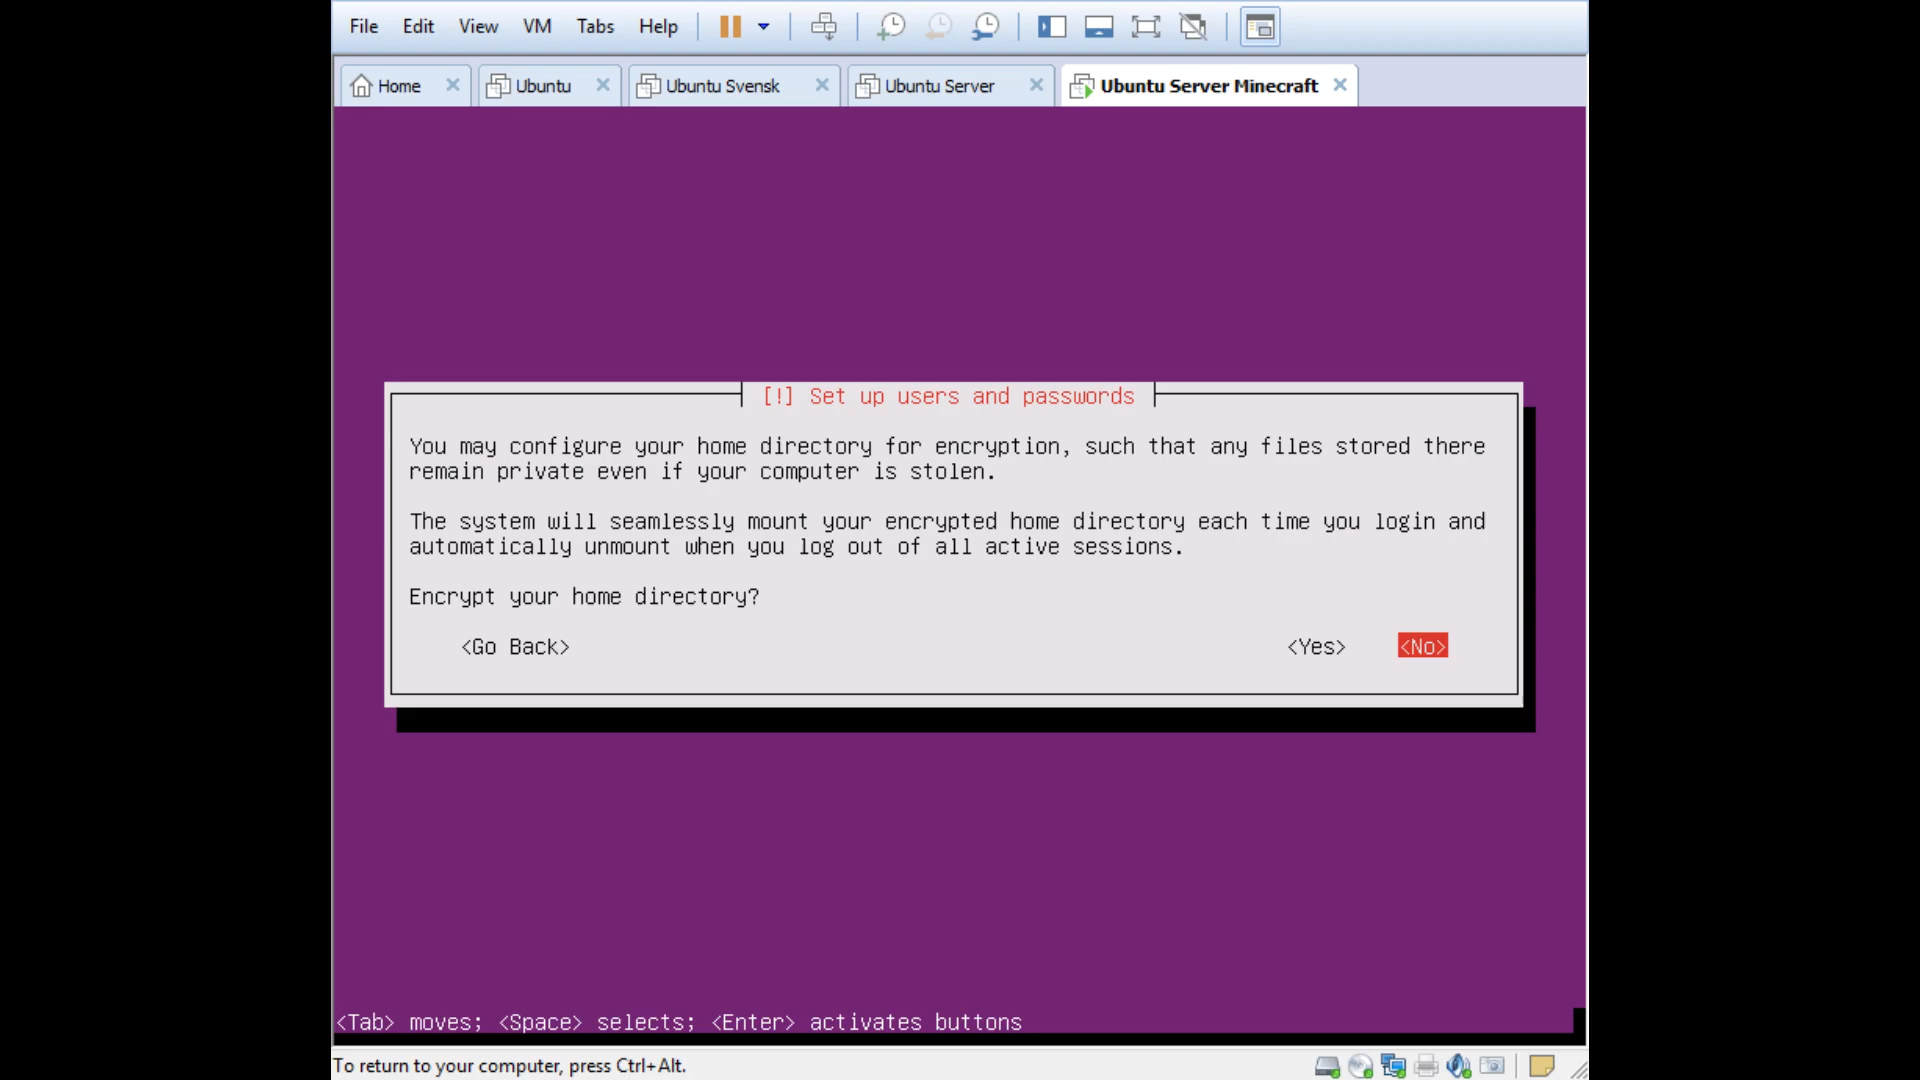 File Edit View VM Tabs Help
Home Ubuntu Ubuntu Svensk Ubuntu Server Ubuntu Server Minecraft
[!] Set up users and passwords
You may configure your home directory for encryption, such that any files stored there
remain private even if your computer is stolen.
The system will seamlessly mount your encrypted home directory each time you login and
automatically unmount when you log out of all active sessions.
Encrypt your home directory?
<Go Back> <Yes> <No>
<Tab> moves; <Space> selects; <Enter> activates buttons
To return to your computer, press Ctrl+Alt.